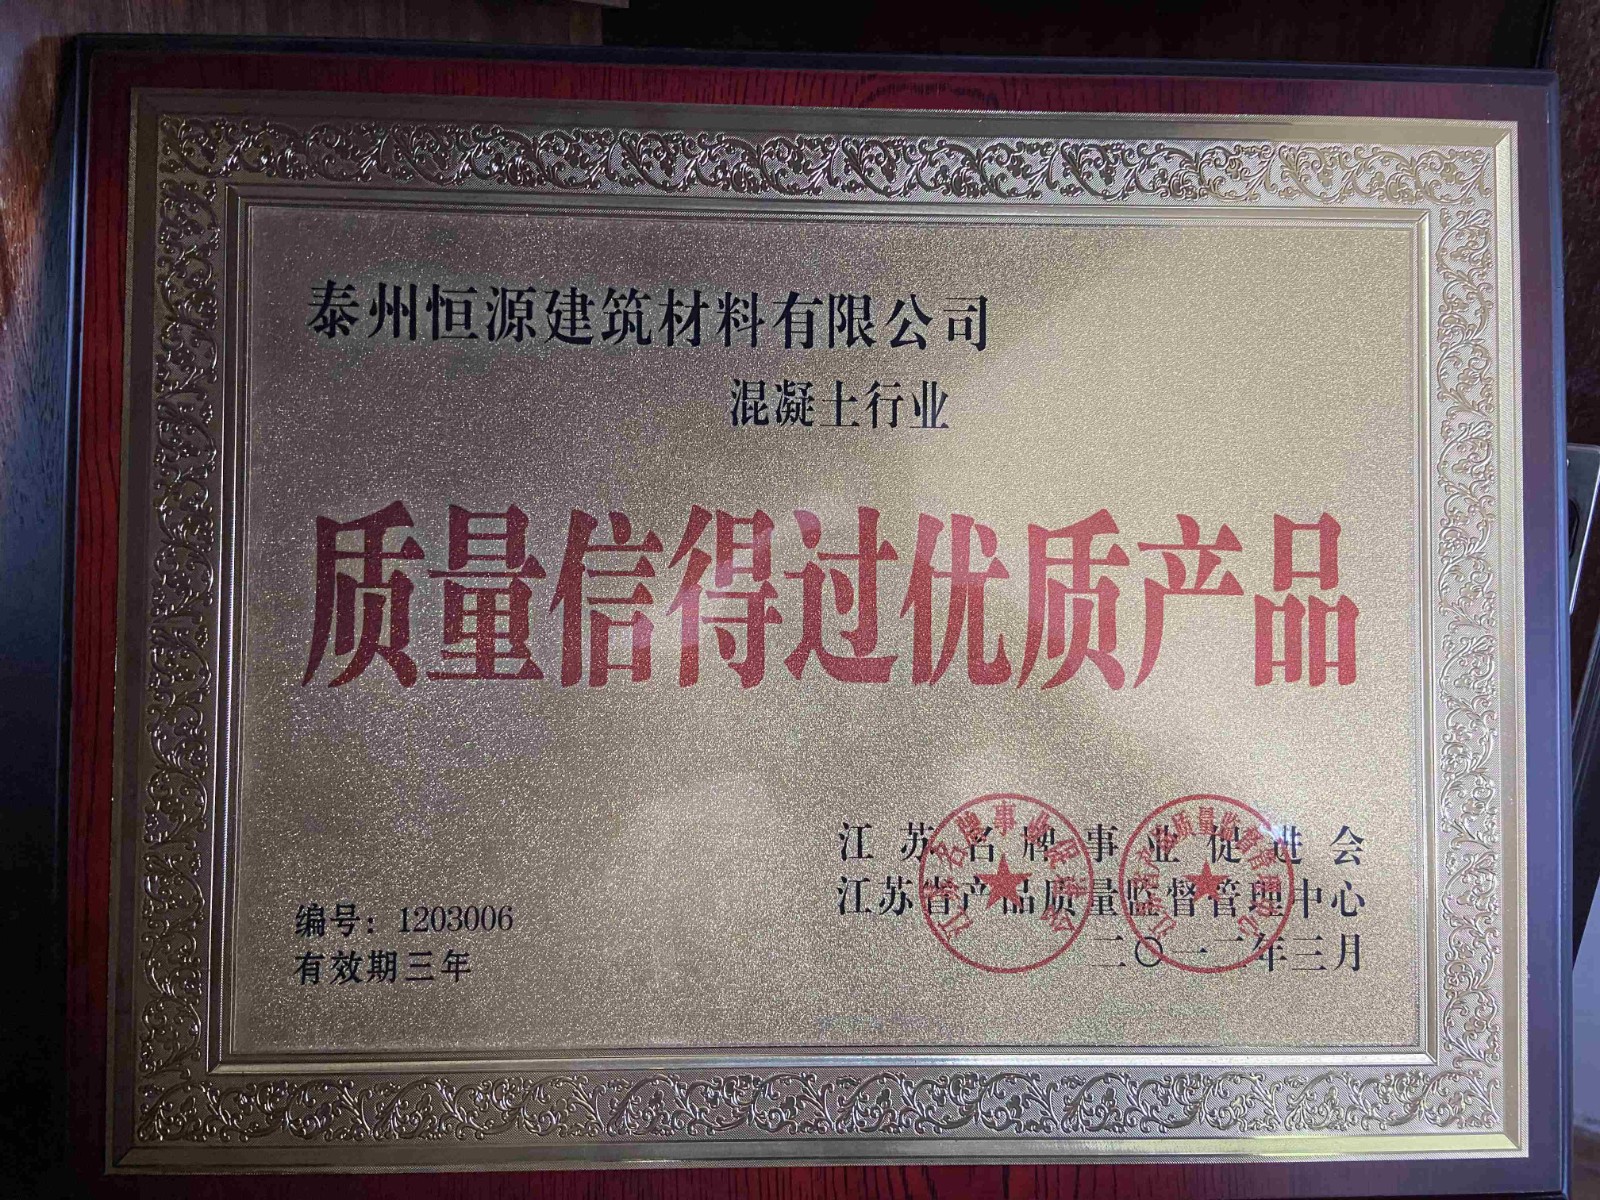 泰州恒源建筑材料有限公司
混凝土行业
质量信得过优质产品
江苏名牌事业促进会
江苏省产品质量监督管理中心
二〇一二年三月
编号：1203006
有效期三年